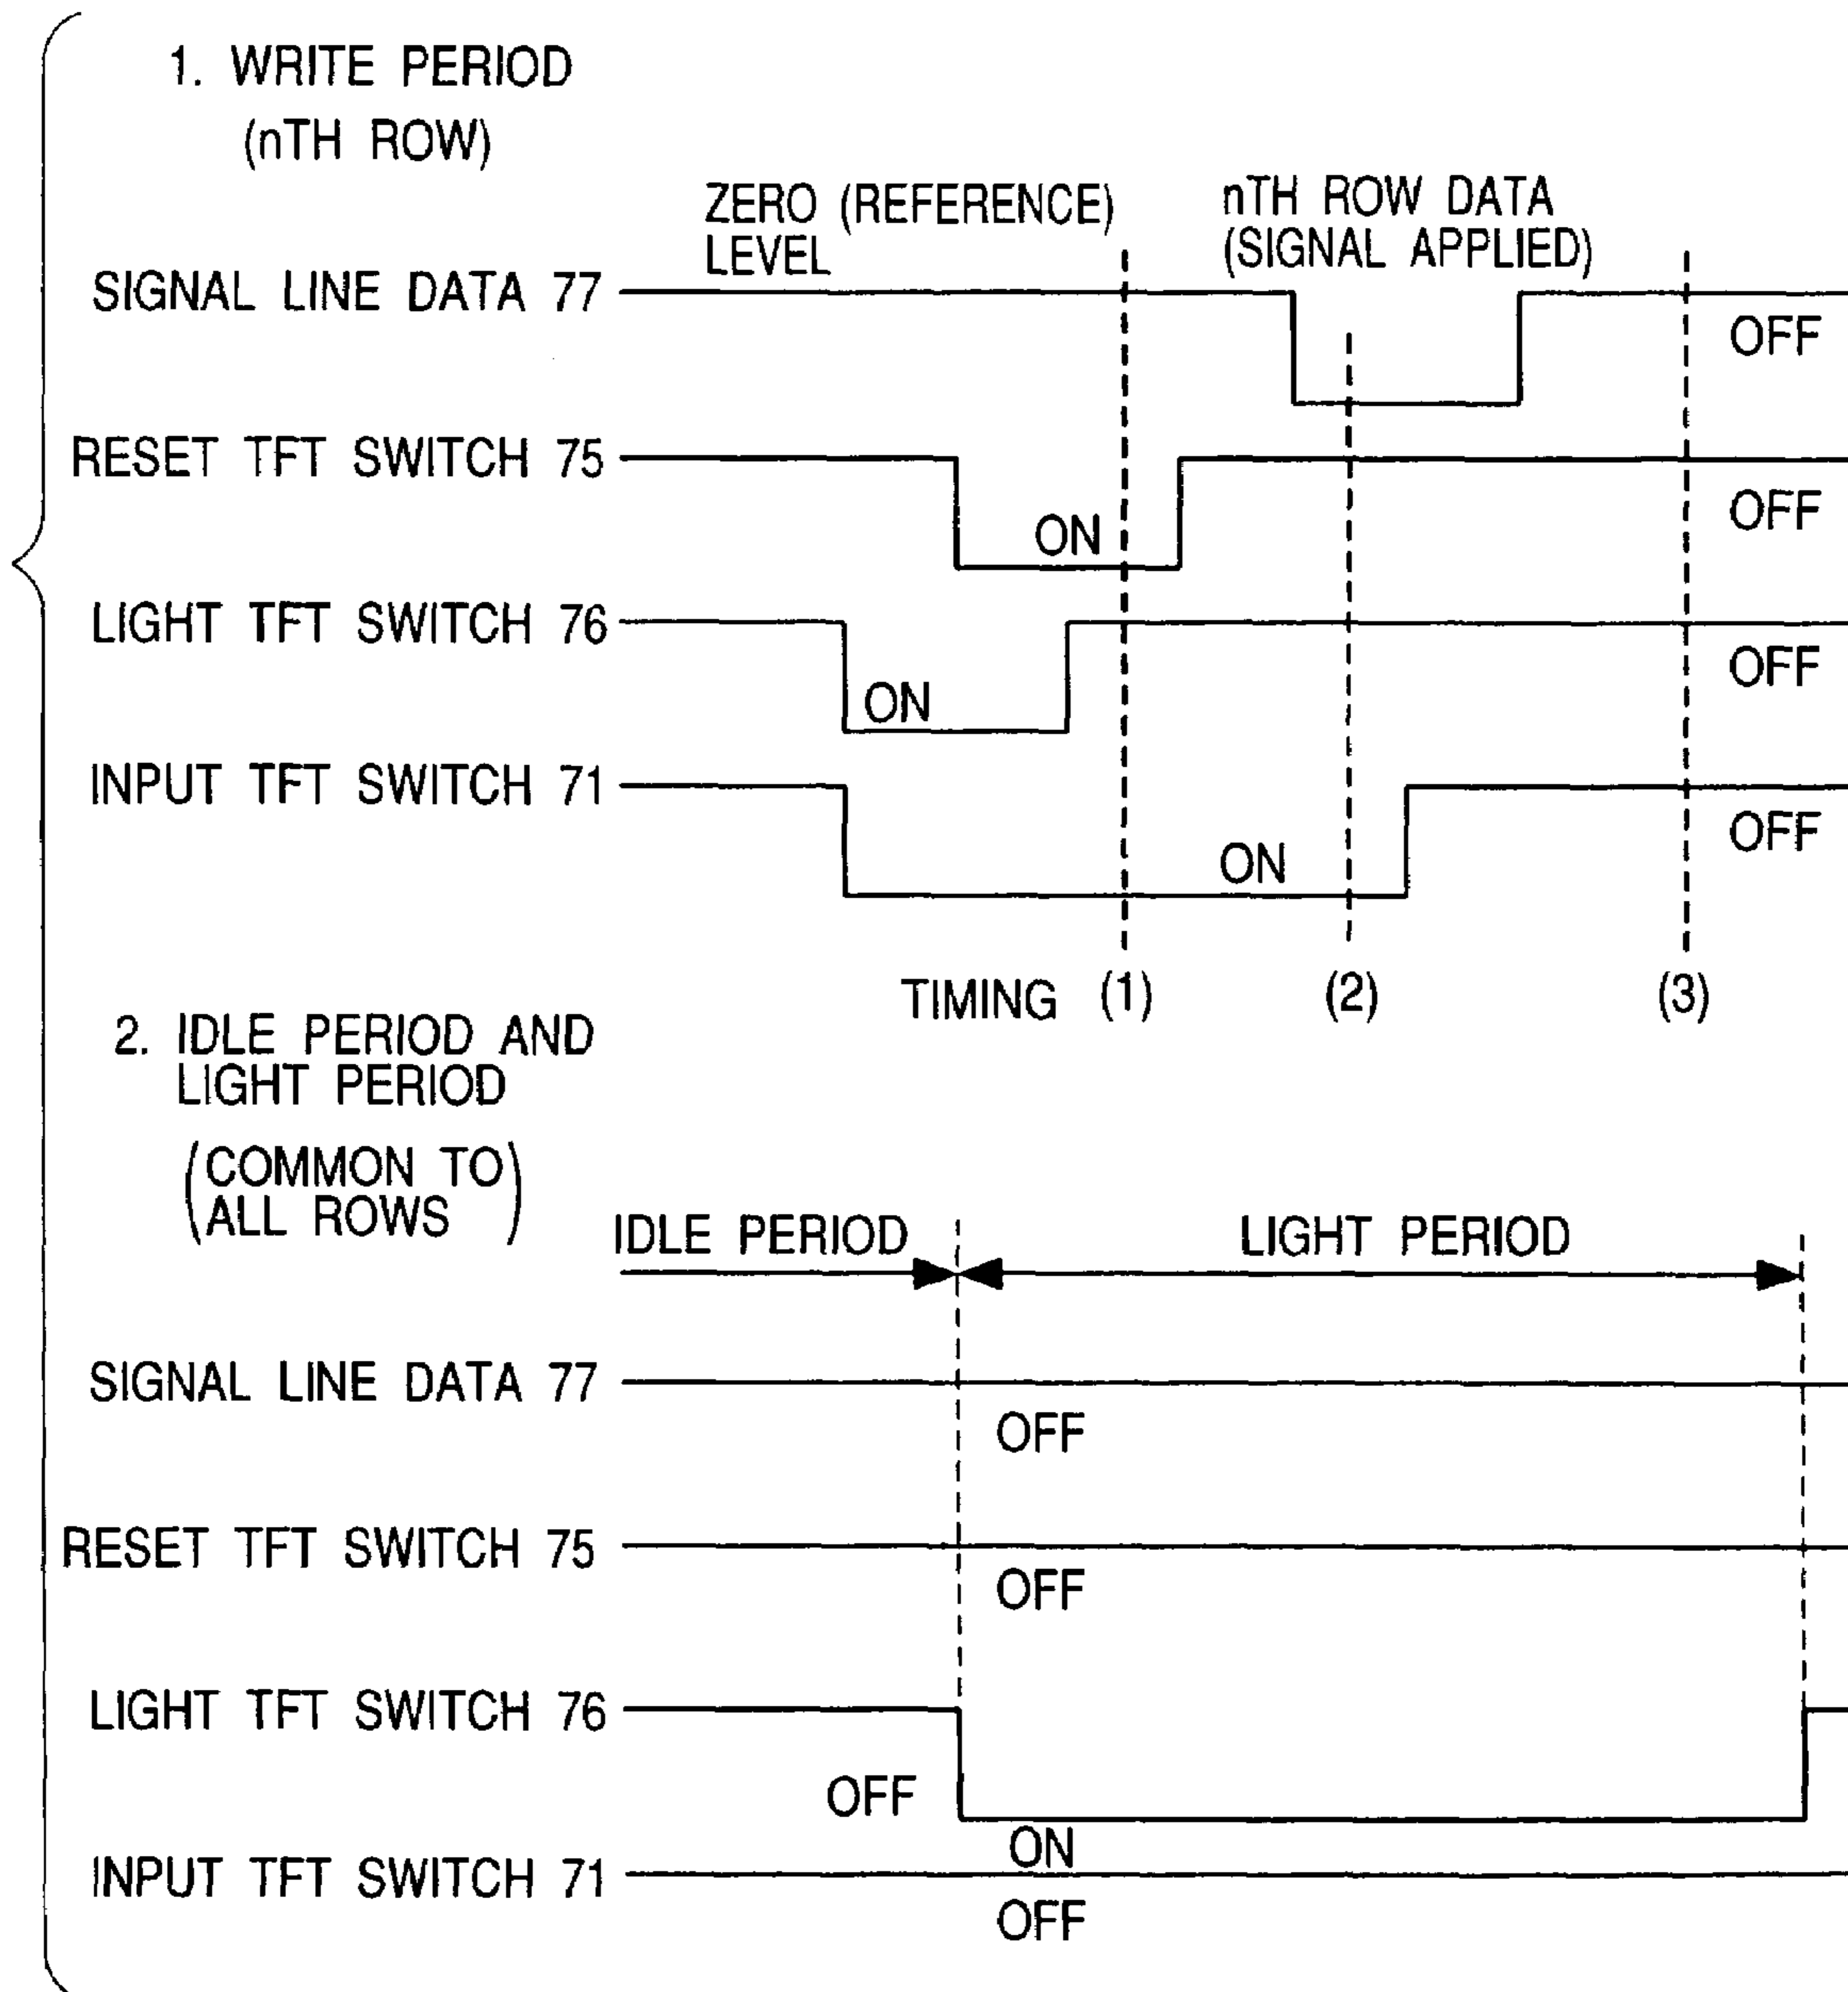 1. WRITE PERIOD
(nTH ROW)
ZERO (REFERENCE)
LEVEL
nTH ROW DATA
(SIGNAL APPLIED)
SIGNAL LINE DATA 77
OFF
RESET TFT SWITCH 75
ON
OFF
LIGHT TFT SWITCH 76
ON
OFF
INPUT TFT SWITCH 71
ON
OFF
TIMING (1) (2) (3)
2. IDLE PERIOD AND
LIGHT PERIOD
(COMMON TO
ALL ROWS)
IDLE PERIOD
LIGHT PERIOD
SIGNAL LINE DATA 77
OFF
RESET TFT SWITCH 75
OFF
LIGHT TFT SWITCH 76
OFF
ON
INPUT TFT SWITCH 71
OFF